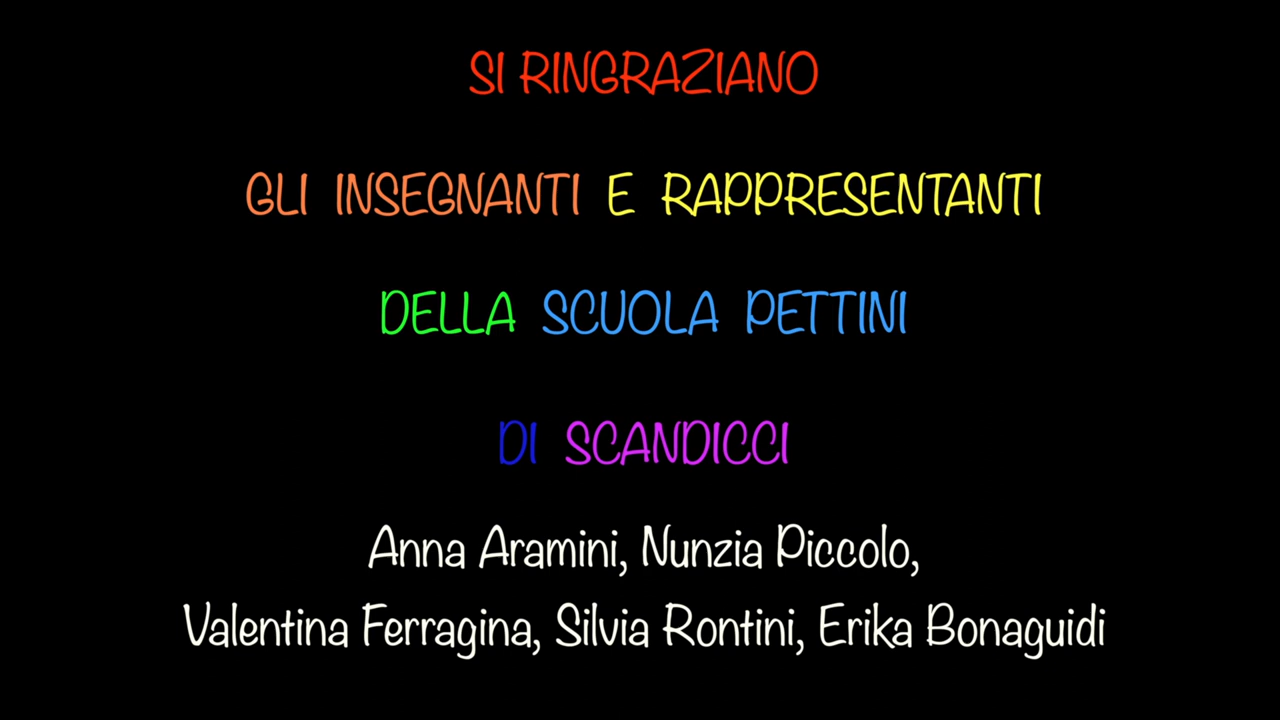 SI RINGRAZIANO
GLI INSEGNANTI E RAPPRESENTANTI
DELLA SCUOLA PETTINI
DI SCANDICCI
Anna Aramini, Nunzia Piccolo,
Valentina Ferragina, Silvia Rontini, Erika Bonaguidi